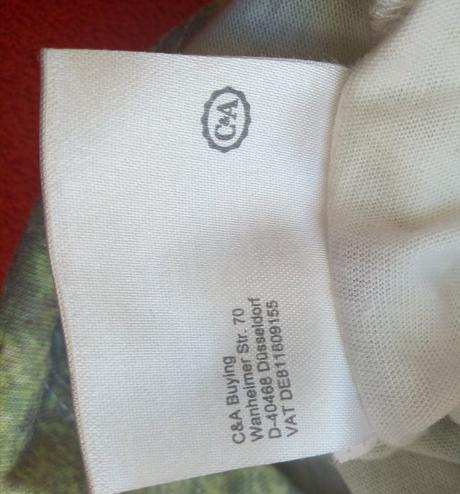 C&A
C&A Buying
Wanheimer Str. 70
D-40468 Düsseldorf
VAT DE811809155